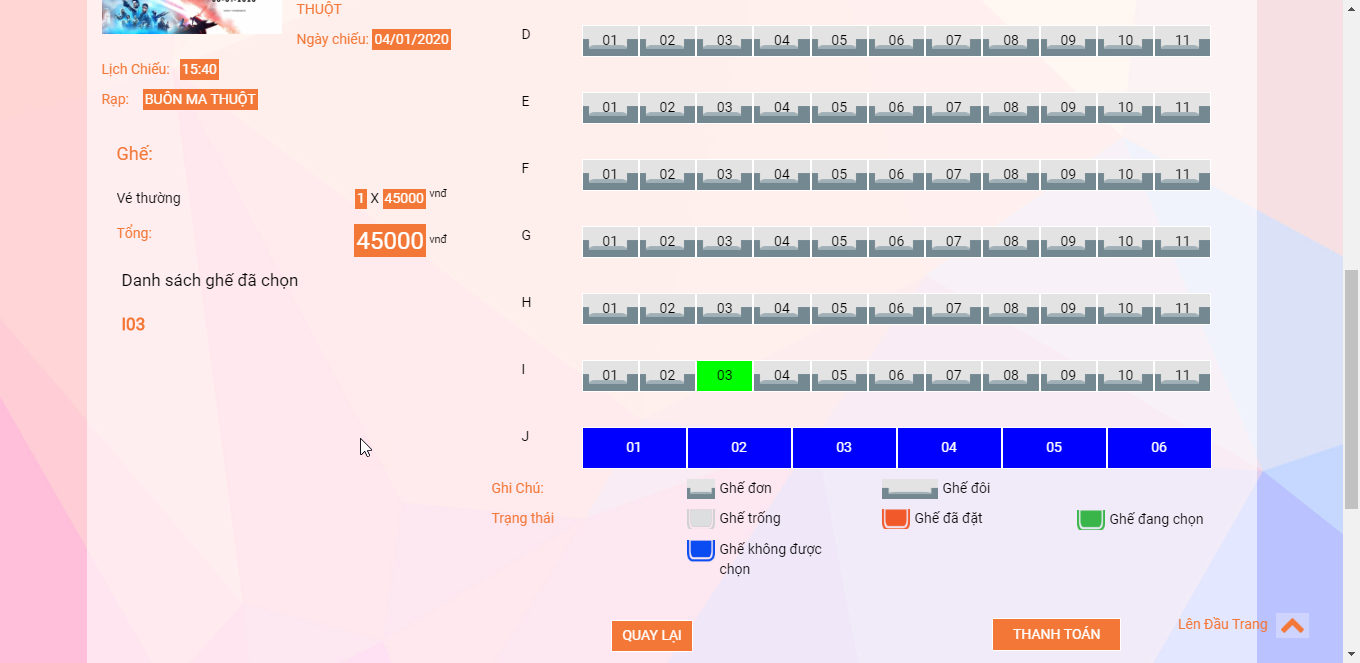 THUỘT
Ngày chiếu: 04/01/2020
Lịch Chiếu: 15:40
Rạp: BUÔN MA THUỘT
Ghế:
Vé thường 1 X 45000 vnđ
Tổng: 45000 vnđ
Danh sách ghế đã chọn
I03
D 01 02 03 04 05 06 07 08 09 10 11
E 01 02 03 04 05 06 07 08 09 10 11
F 01 02 03 04 05 06 07 08 09 10 11
G 01 02 03 04 05 06 07 08 09 10 11
H 01 02 03 04 05 06 07 08 09 10 11
I 01 02 03 04 05 06 07 08 09 10 11
J 01 02 03 04 05 06
Ghi Chú: Ghế đơn Ghế đôi
Trạng thái Ghế trống Ghế đã đặt Ghế đang chọn
Ghế không được
chọn
QUAY LẠI
THANH TOÁN
Lên Đầu Trang